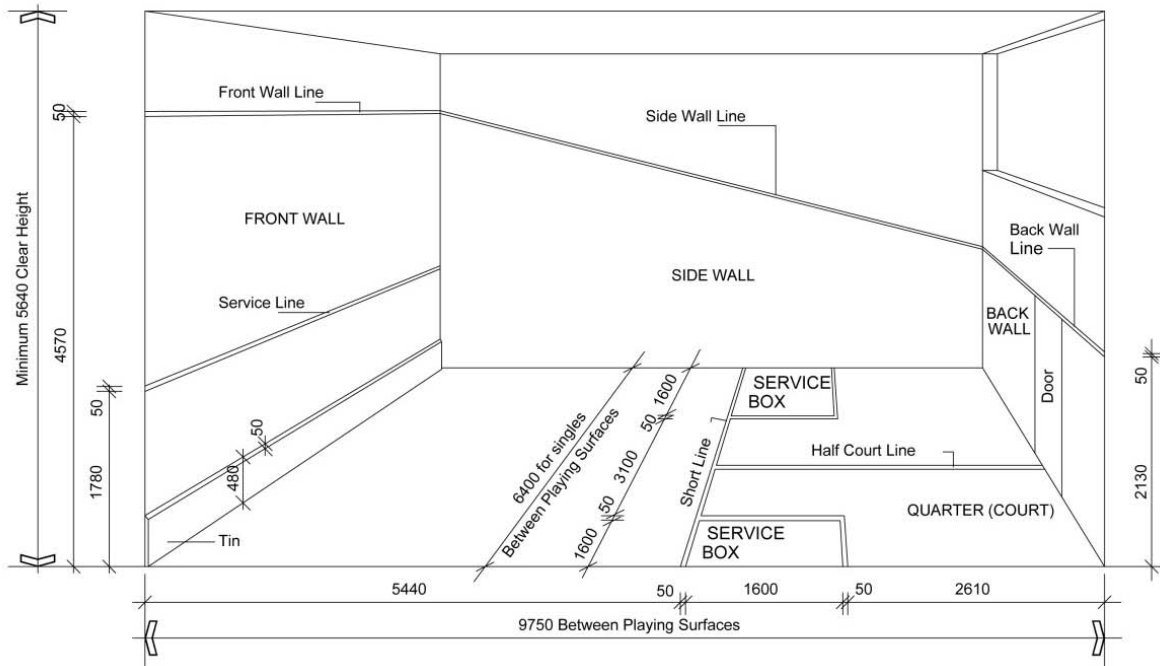 Minimum 5640 Clear Height
50
4570
50
1780
Front Wall Line
FRONT WALL
Service Line
50
480
Tin
Side Wall Line
SIDE WALL
6400 for singles
Between Playing Surfaces
1600
50
3100
50
1600
Short Line
SERVICE
BOX
Half Court Line
QUARTER (COURT)
SERVICE
BOX
Back Wall
Line
BACK
WALL
Door
50
2130
5440
50
1600
50
2610
9750 Between Playing Surfaces